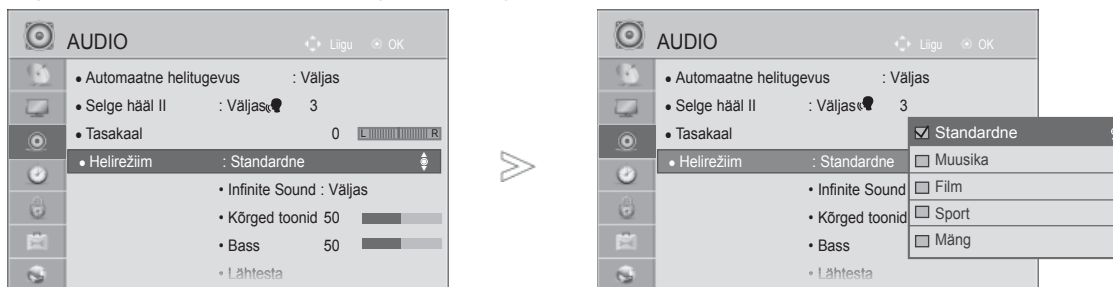 AUDIO Liigu OK
• Automaatne helitugevus : Väljas
• Selge hääl II : Väljas 3
• Tasakaal 0 L R
• Helirežiim : Standardne
• Infinite Sound : Väljas
• Kõrged toonid 50
• Bass 50
• Lähtesta
>
AUDIO Liigu OK
• Automaatne helitugevus : Väljas
• Selge hääl II : Väljas 3
• Tasakaal
• Helirežiim : Standardne
• Infinite Sound
• Kõrged toonid
• Bass
• Lähtesta
Standardne
Muusika
Film
Sport
Mäng